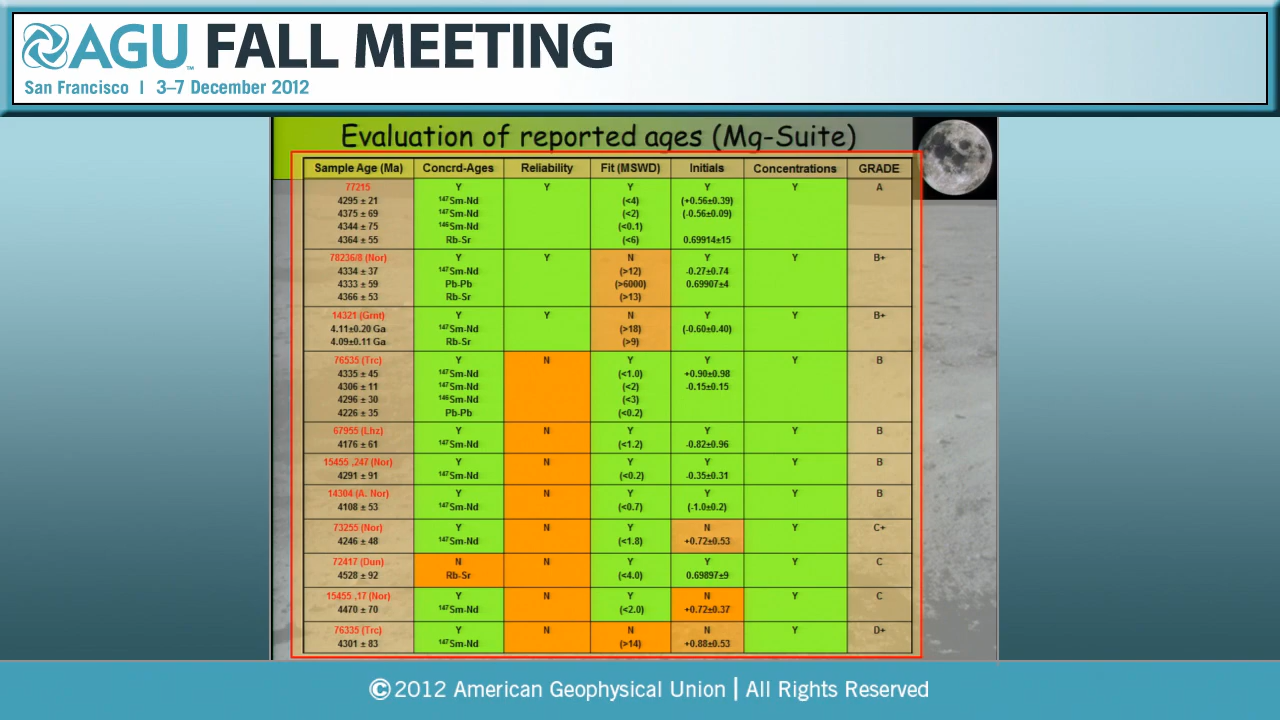 AGU FALL MEETING
San Francisco | 3–7 December 2012
Evaluation of reported ages (Mg-Suite)
Sample Age (Ma) Concrd-Ages Reliability Fit (MSWD) Initials Concentrations GRADE
77215 Y Y Y Y Y A
4295 ± 21 ¹⁴⁷Sm-Nd (<4) (+0.56±0.39)
4375 ± 69 ¹⁴⁷Sm-Nd (<2) (-0.56±0.09)
4344 ± 75 ¹⁴⁶Sm-Nd (<0.1)
4364 ± 55 Rb-Sr (<6) 0.69914±15
78236/8 (Nor) Y Y N Y Y B+
4334 ± 37 ¹⁴⁷Sm-Nd (>12) -0.27±0.74
4333 ± 59 Pb-Pb (>6000) 0.69907±4
4366 ± 53 Rb-Sr (>13)
14321 (Grnt) Y Y N Y Y B+
4.11±0.20 Ga ¹⁴⁷Sm-Nd (>18) (-0.60±0.40)
4.09±0.11 Ga Rb-Sr (>9)
76535 (Trc) Y N Y Y Y B
4335 ± 45 ¹⁴⁷Sm-Nd (<1.0) +0.90±0.98
4306 ± 11 ¹⁴⁷Sm-Nd (<2) -0.15±0.15
4296 ± 30 ¹⁴⁶Sm-Nd (<3)
4226 ± 35 Pb-Pb (<0.2)
67955 (Lhz) Y N Y Y Y B
4176 ± 61 ¹⁴⁷Sm-Nd (<1.2) -0.82±0.96
15455 ,247 (Nor) Y N Y Y Y B
4291 ± 91 ¹⁴⁷Sm-Nd (<0.2) -0.35±0.31
14304 (A. Nor) Y N Y Y Y B
4108 ± 53 ¹⁴⁷Sm-Nd (<0.7) (-1.0±0.2)
73255 (Nor) Y N Y N Y C+
4246 ± 48 ¹⁴⁷Sm-Nd (<1.8) +0.72±0.53
72417 (Dun) N N Y Y Y C
4528 ± 92 Rb-Sr (<4.0) 0.69897±9
15455 ,17 (Nor) Y N Y N Y C
4470 ± 70 ¹⁴⁷Sm-Nd (<2.0) +0.72±0.37
76335 (Trc) Y N N N Y D+
4301 ± 83 ¹⁴⁷Sm-Nd (>14) +0.88±0.53
©2012 American Geophysical Union | All Rights Reserved